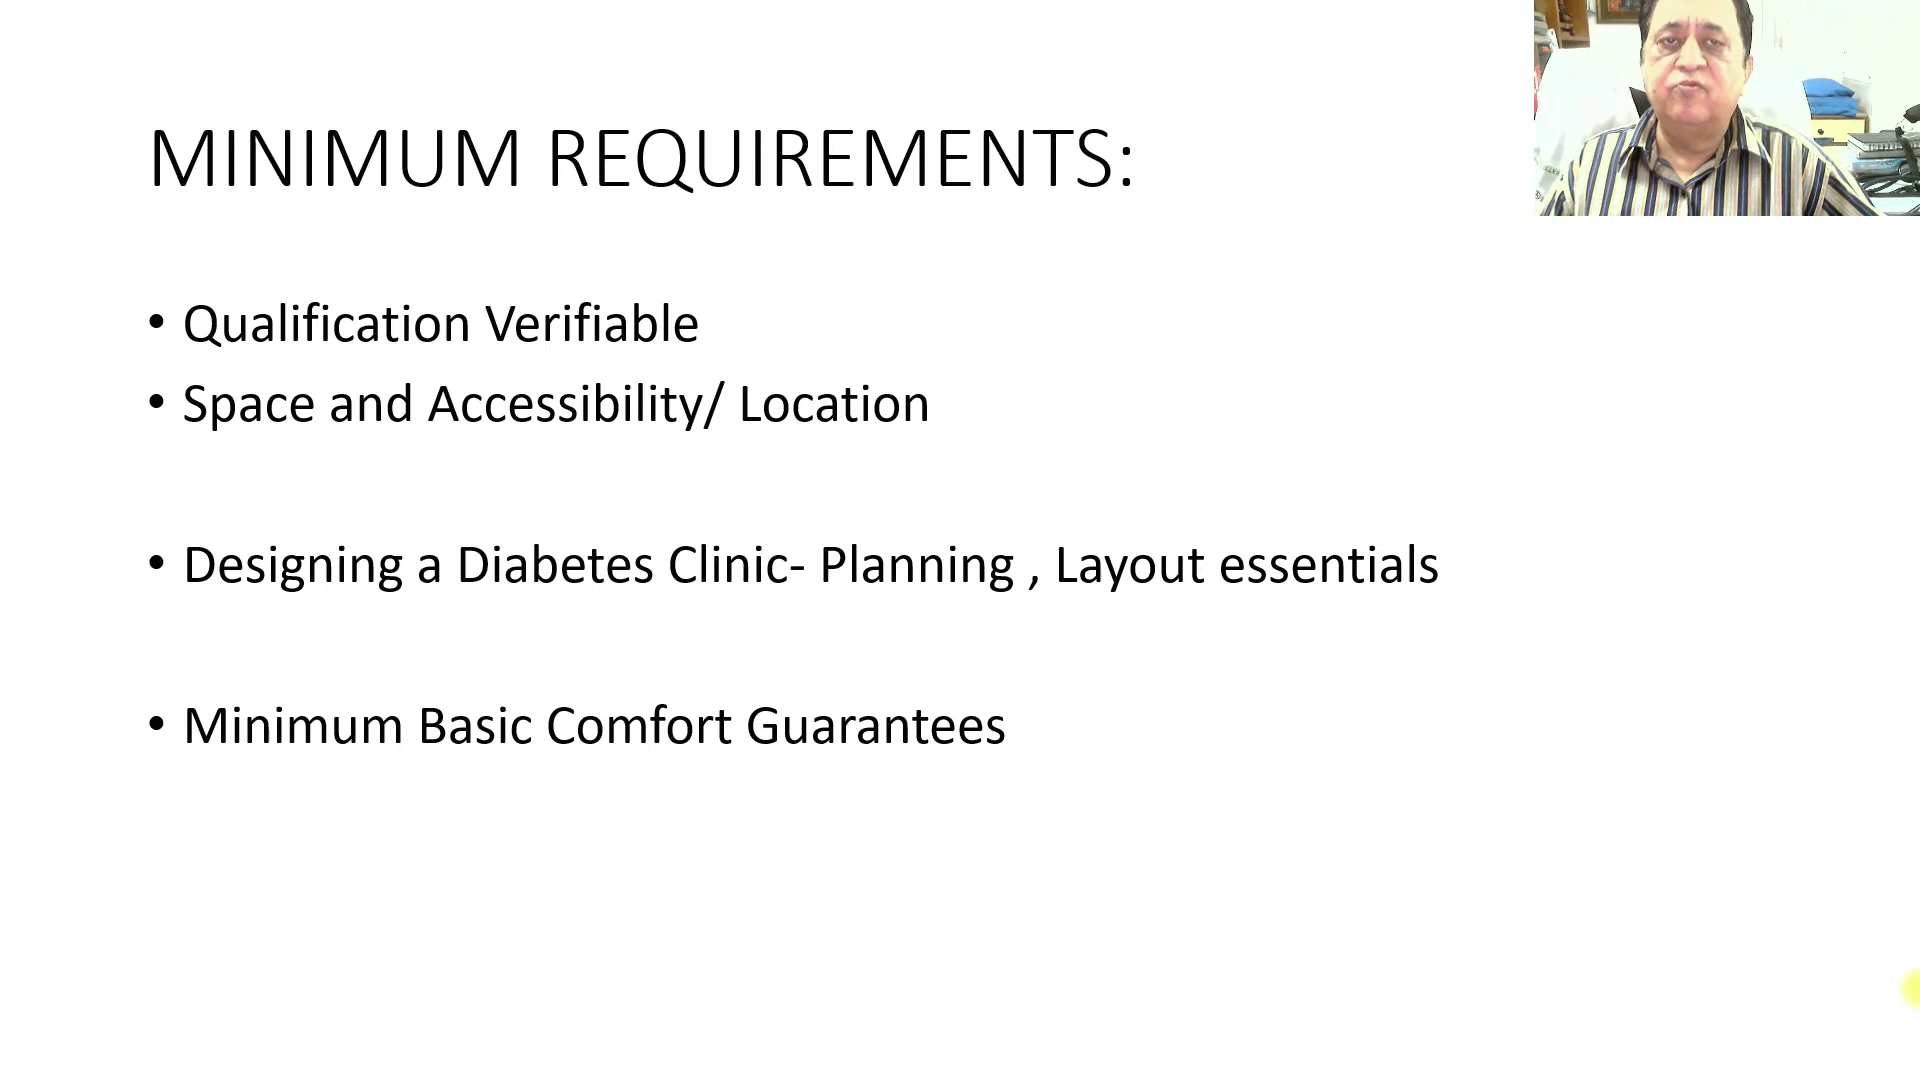 MINIMUM REQUIREMENTS:
• Qualification Verifiable
• Space and Accessibility/ Location
• Designing a Diabetes Clinic- Planning , Layout essentials
• Minimum Basic Comfort Guarantees